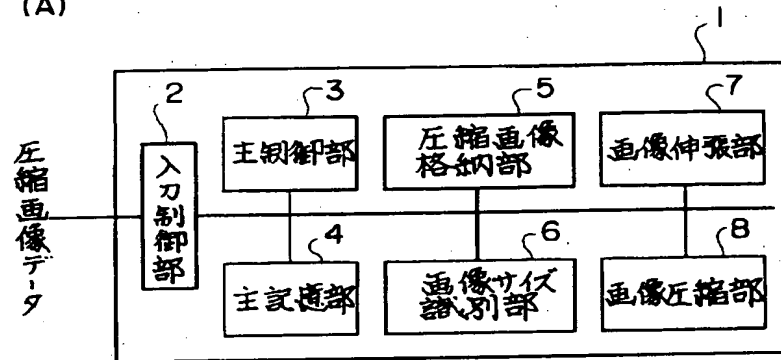 (A)
1
2
3
5
7
圧縮画像データ
入力制御部
主制御部
圧縮画像
格納部
画像伸張部
4
6
8
主記憶部
画像サイズ
識別部
画像圧縮部